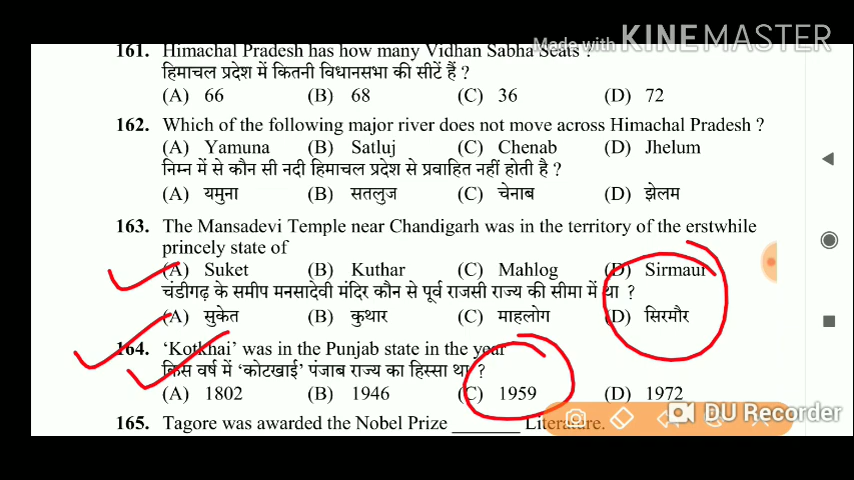 Made with KINEMASTER
161. Himachal Pradesh has how many Vidhan Sabha Seats ?
हिमाचल प्रदेश में कितनी विधानसभा की सीटें हैं ?
(A) 66 (B) 68 (C) 36 (D) 72
162. Which of the following major river does not move across Himachal Pradesh ?
(A) Yamuna (B) Satluj (C) Chenab (D) Jhelum
निम्न में से कौन सी नदी हिमाचल प्रदेश से प्रवाहित नहीं होती है ?
(A) यमुना (B) सतलुज (C) चेनाब (D) झेलम
163. The Mansadevi Temple near Chandigarh was in the territory of the erstwhile
princely state of
(A) Suket (B) Kuthar (C) Mahlog (D) Sirmaur
चंडीगढ़ के समीप मनसादेवी मंदिर कौन से पूर्व राजसी राज्य की सीमा में था ?
(A) सुकेत (B) कुथार (C) माहलोग (D) सिरमौर
164. ‘Kotkhai’ was in the Punjab state in the year
किस वर्ष में ‘कोटखाई’ पंजाब राज्य का हिस्सा था ?
(A) 1802 (B) 1946 (C) 1959 (D) 1972
165. Tagore was awarded the Nobel Prize _______ Literature.
DU Recorder